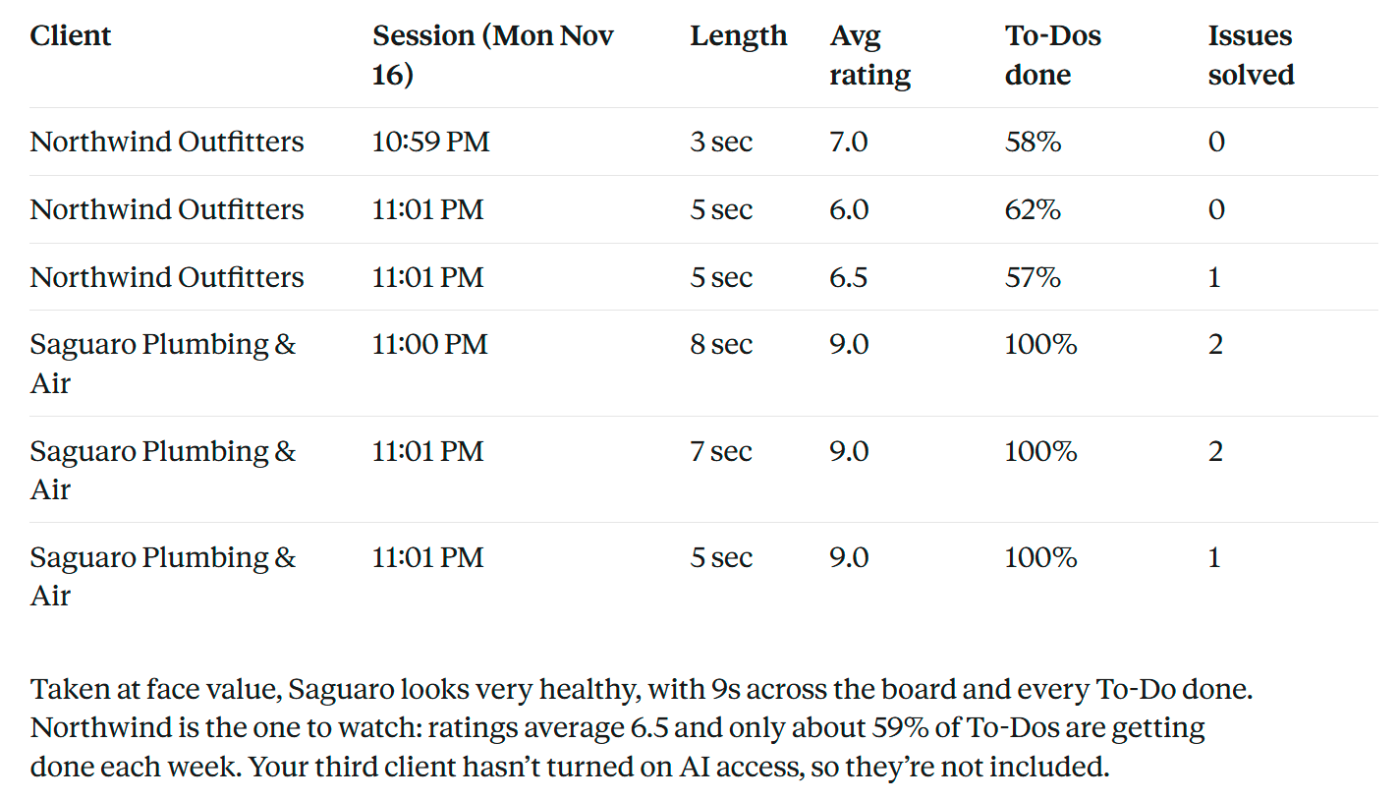 Client Session (Mon Nov 16) Length Avg rating To-Dos done Issues solved
Northwind Outfitters 10:59 PM 3 sec 7.0 58% 0
Northwind Outfitters 11:01 PM 5 sec 6.0 62% 0
Northwind Outfitters 11:01 PM 5 sec 6.5 57% 1
Saguaro Plumbing & Air 11:00 PM 8 sec 9.0 100% 2
Saguaro Plumbing & Air 11:01 PM 7 sec 9.0 100% 2
Saguaro Plumbing & Air 11:01 PM 5 sec 9.0 100% 1
Taken at face value, Saguaro looks very healthy, with 9s across the board and every To-Do done.
Northwind is the one to watch: ratings average 6.5 and only about 59% of To-Dos are getting
done each week. Your third client hasn’t turned on AI access, so they’re not included.